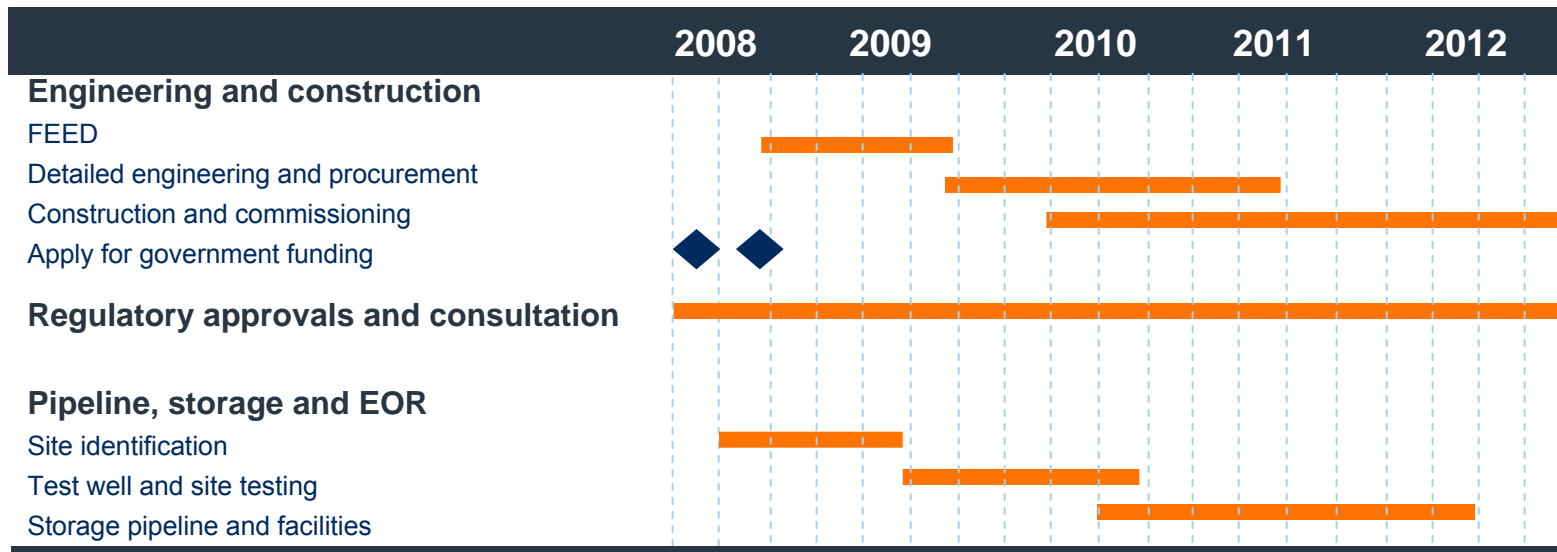 2008 2009 2010 2011 2012
Engineering and construction
FEED
Detailed engineering and procurement
Construction and commissioning
Apply for government funding
Regulatory approvals and consultation
Pipeline, storage and EOR
Site identification
Test well and site testing
Storage pipeline and facilities